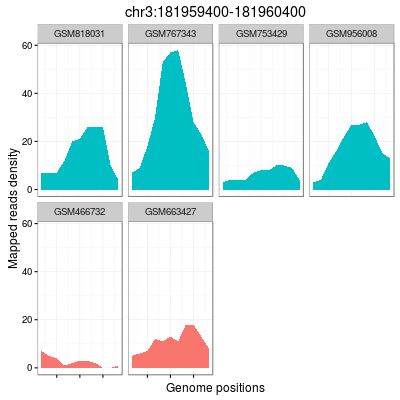 chr3:181959400-181960400
GSM818031 GSM767343 GSM753429 GSM956008
60
40
20
0
GSM466732 GSM663427
60
40
20
0
Mapped reads density
Genome positions